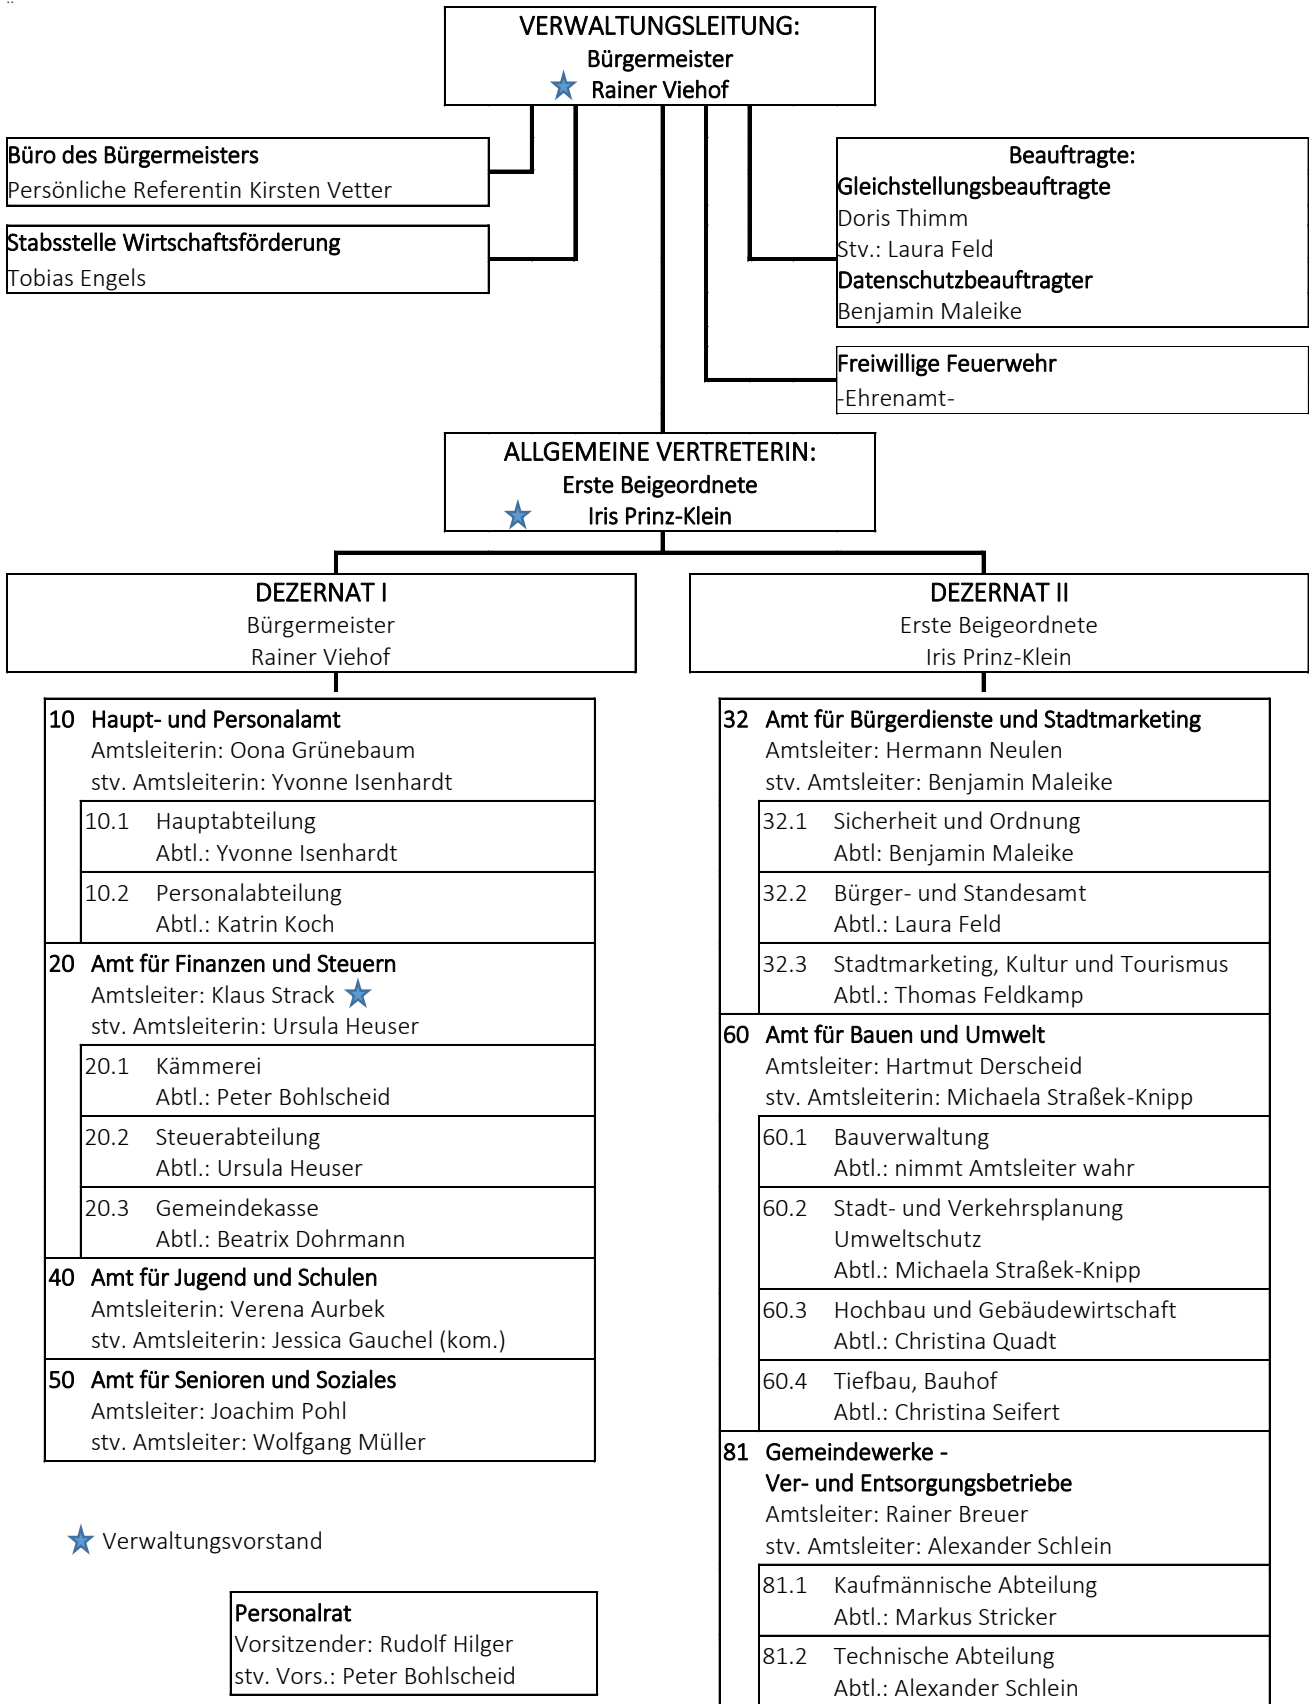 VERWALTUNGSLEITUNG:
Bürgermeister
Rainer Viehof
Büro des Bürgermeisters
Persönliche Referentin Kirsten Vetter
Stabsstelle Wirtschaftsförderung
Tobias Engels
Beauftragte:
Gleichstellungsbeauftragte
Doris Thimm
Stv.: Laura Feld
Datenschutzbeauftragter
Benjamin Maleike
Freiwillige Feuerwehr
-Ehrenamt-
ALLGEMEINE VERTRETERIN:
Erste Beigeordnete
Iris Prinz-Klein
DEZERNAT I
Bürgermeister
Rainer Viehof
10 Haupt- und Personalamt
Amtsleiterin: Oona Grünebaum
stv. Amtsleiterin: Yvonne Isenhardt
10.1 Hauptabteilung
Abtl.: Yvonne Isenhardt
10.2 Personalabteilung
Abtl.: Katrin Koch
20 Amt für Finanzen und Steuern
Amtsleiter: Klaus Strack
stv. Amtsleiterin: Ursula Heuser
20.1 Kämmerei
Abtl.: Peter Bohlscheid
20.2 Steuerabteilung
Abtl.: Ursula Heuser
20.3 Gemeindekasse
Abtl.: Beatrix Dohrmann
40 Amt für Jugend und Schulen
Amtsleiterin: Verena Aurbek
stv. Amtsleiterin: Jessica Gauchel (kom.)
50 Amt für Senioren und Soziales
Amtsleiter: Joachim Pohl
stv. Amtsleiter: Wolfgang Müller
Verwaltungsvorstand
Personalrat
Vorsitzender: Rudolf Hilger
stv. Vors.: Peter Bohlscheid
DEZERNAT II
Erste Beigeordnete
Iris Prinz-Klein
32 Amt für Bürgerdienste und Stadtmarketing
Amtsleiter: Hermann Neulen
stv. Amtsleiter: Benjamin Maleike
32.1 Sicherheit und Ordnung
Abtl: Benjamin Maleike
32.2 Bürger- und Standesamt
Abtl.: Laura Feld
32.3 Stadtmarketing, Kultur und Tourismus
Abtl.: Thomas Feldkamp
60 Amt für Bauen und Umwelt
Amtsleiter: Hartmut Derscheid
stv. Amtsleiterin: Michaela Straßek-Knipp
60.1 Bauverwaltung
Abtl.: nimmt Amtsleiter wahr
60.2 Stadt- und Verkehrsplanung
Umweltschutz
Abtl.: Michaela Straßek-Knipp
60.3 Hochbau und Gebäudewirtschaft
Abtl.: Christina Quadt
60.4 Tiefbau, Bauhof
Abtl.: Christina Seifert
81 Gemeindewerke -
Ver- und Entsorgungsbetriebe
Amtsleiter: Rainer Breuer
stv. Amtsleiter: Alexander Schlein
81.1 Kaufmännische Abteilung
Abtl.: Markus Stricker
81.2 Technische Abteilung
Abtl.: Alexander Schlein